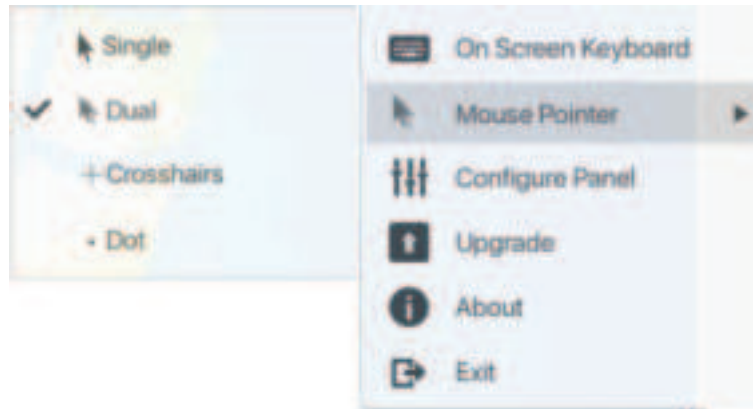 Single
Dual
Crosshairs
Dot
On Screen Keyboard
Mouse Pointer
Configure Panel
Upgrade
About
Exit